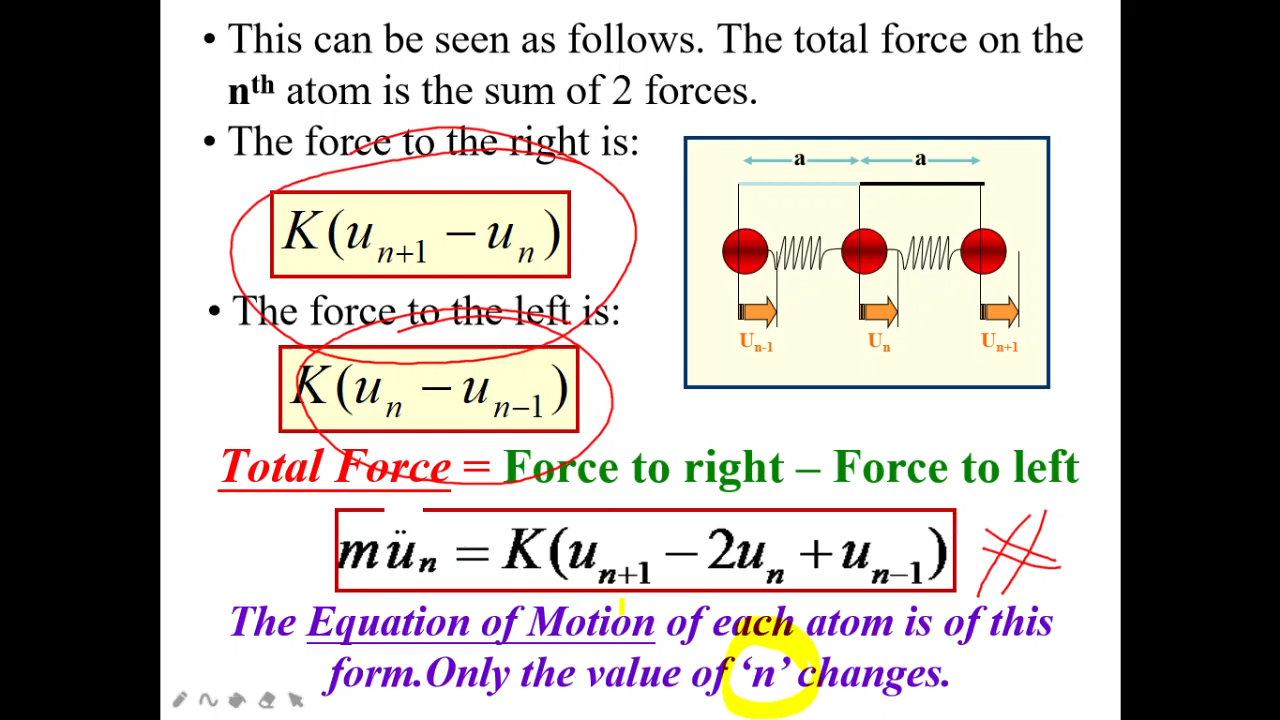 • This can be seen as follows. The total force on the
nth atom is the sum of 2 forces.
• The force to the right is:
K(un+1 − un)
• The force to the left is:
K(un − un−1)
a a
Un-1 Un Un+1
Total Force = Force to right – Force to left
mün = K(un+1 − 2un + un−1)
The Equation of Motion of each atom is of this
form.Only the value of ‘n’ changes.